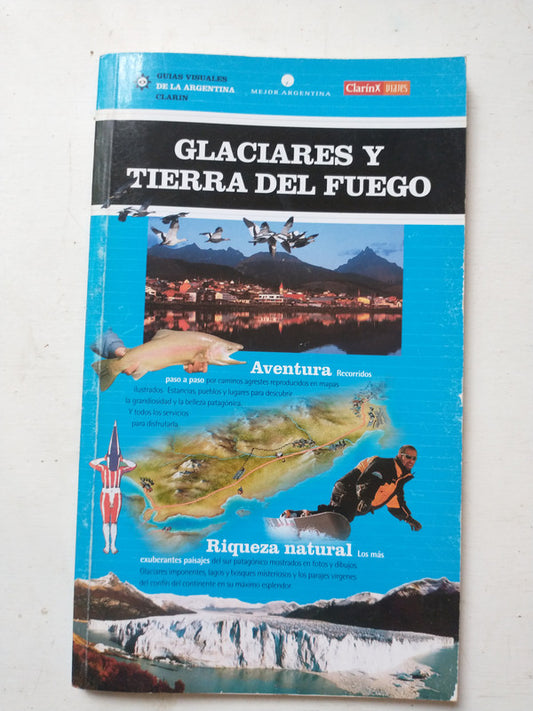 GUIAS VISUALES
DE LA ARGENTINA
CLARIN
MEJOR ARGENTINA
ClarínX VIAJES
GLACIARES Y
TIERRA DEL FUEGO
Aventura Recorridos
paso a paso por caminos agrestes reproducidos en mapas
ilustrados. Estancias, pueblos y lugares para descubrir
la grandiosidad y la belleza patagónica.
Y todos los servicios
para disfrutarla.
Riqueza natural Los más
exuberantes paisajes del sur patagónico mostrados en fotos y dibujos.
Glaciares imponentes, lagos y bosques misteriosos y los parajes vírgenes
del confín del continente en su máximo esplendor.